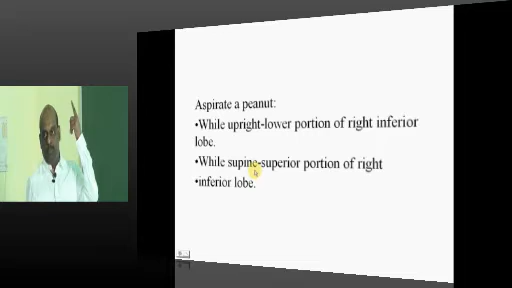 Aspirate a peanut:
•While upright-lower portion of right inferior
lobe.
•While supine-superior portion of right
•inferior lobe.